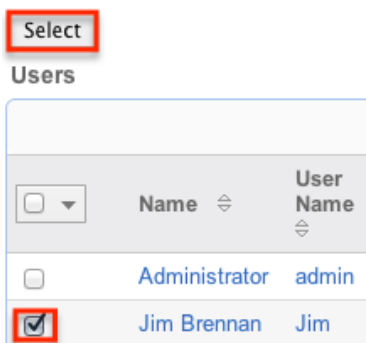 Select
Users
Name
User
Name
Administrator admin
Jim Brennan Jim